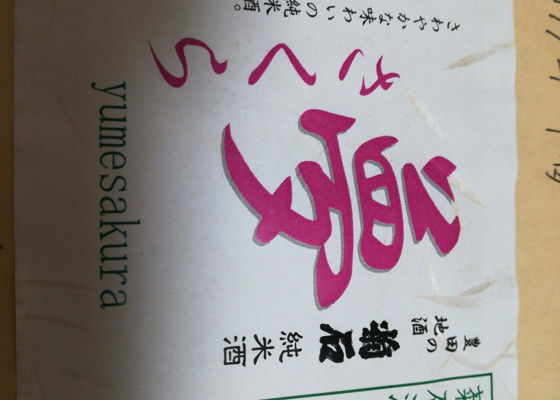 豊田の
地酒
菊石
純米酒
夢
さくら
さわやかな味わいの純米酒。
yumesakura